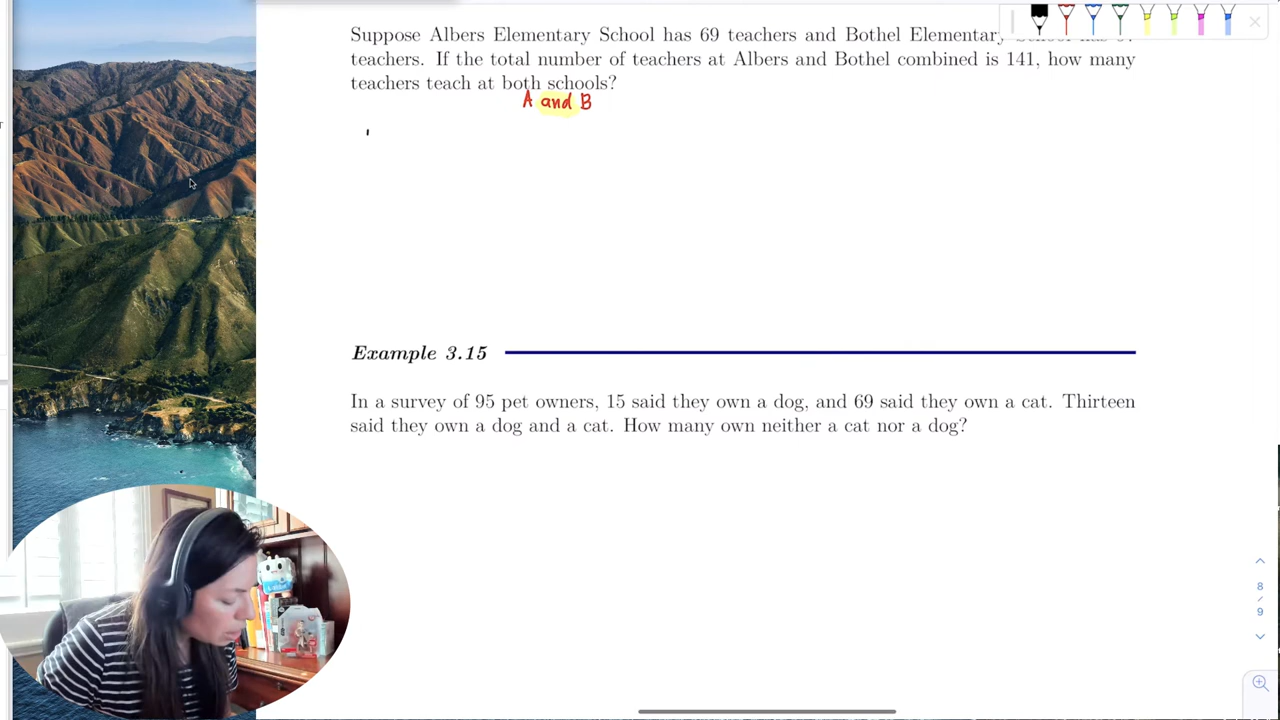 Suppose Albers Elementary School has 69 teachers and Bothel Elementary
teachers. If the total number of teachers at Albers and Bothel combined is 141, how many
teachers teach at both schools?
A and B
Example 3.15
In a survey of 95 pet owners, 15 said they own a dog, and 69 said they own a cat. Thirteen
said they own a dog and a cat. How many own neither a cat nor a dog?
8
/
9